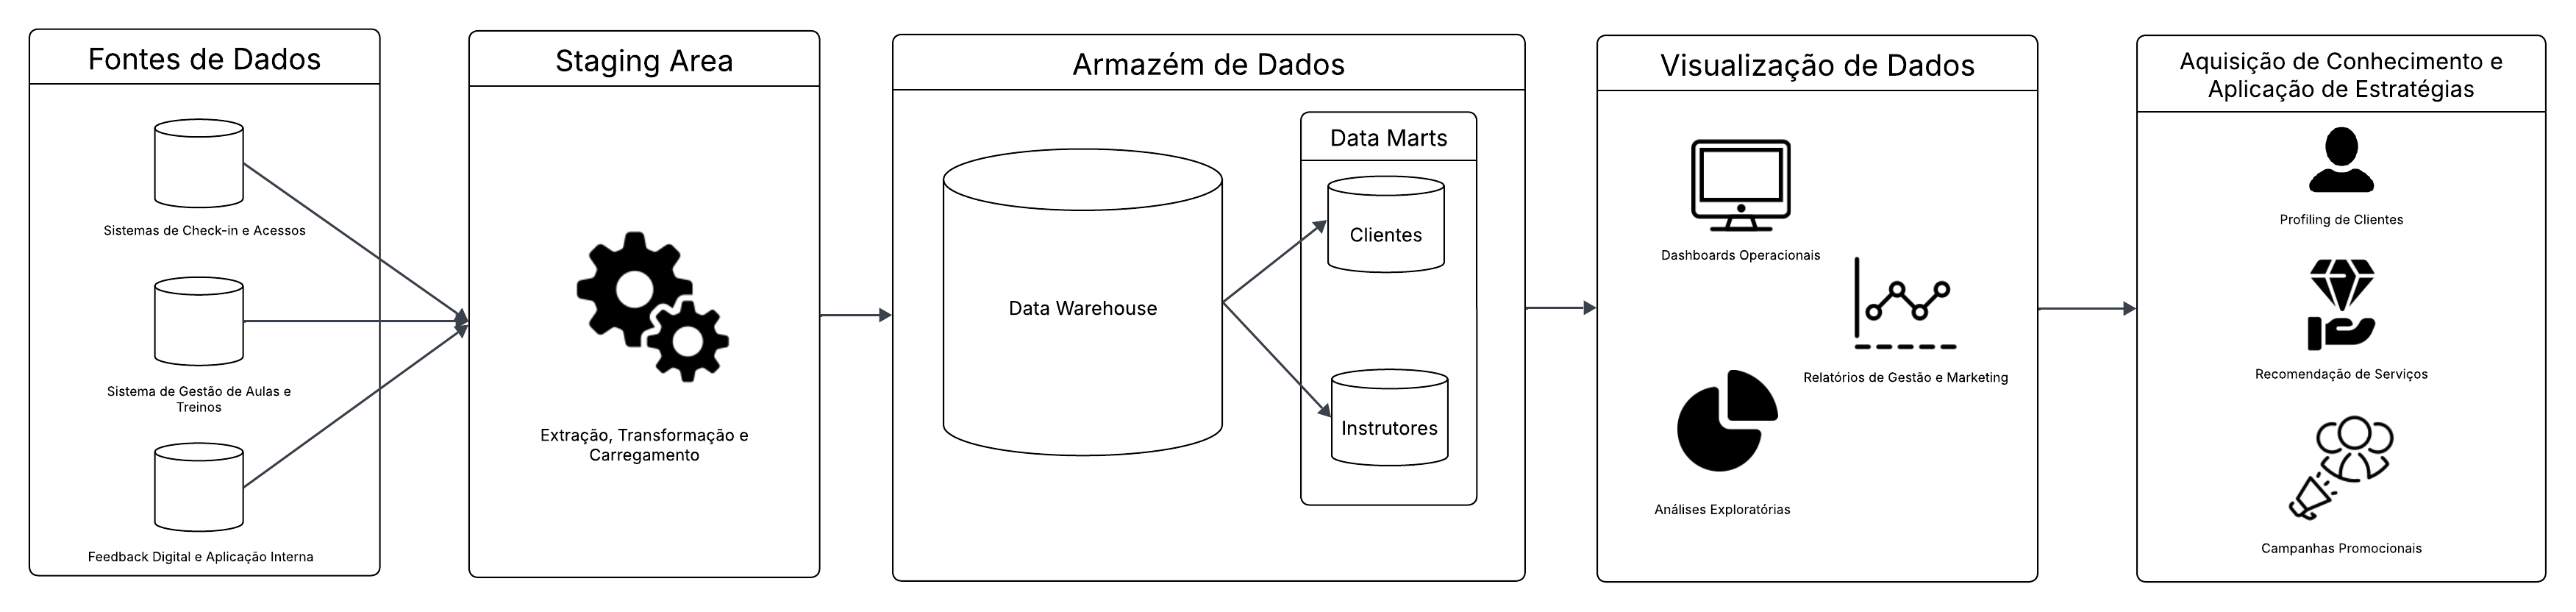 Fontes de Dados
Sistemas de Check-in e Acessos
Sistema de Gestão de Aulas e
Treinos
Feedback Digital e Aplicação Interna
Staging Area
Extração, Transformação e
Carregamento
Armazém de Dados
Data Warehouse
Data Marts
Clientes
Instrutores
Visualização de Dados
Dashboards Operacionais
Relatórios de Gestão e Marketing
Análises Exploratórias
Aquisição de Conhecimento e
Aplicação de Estratégias
Profiling de Clientes
Recomendação de Serviços
Campanhas Promocionais